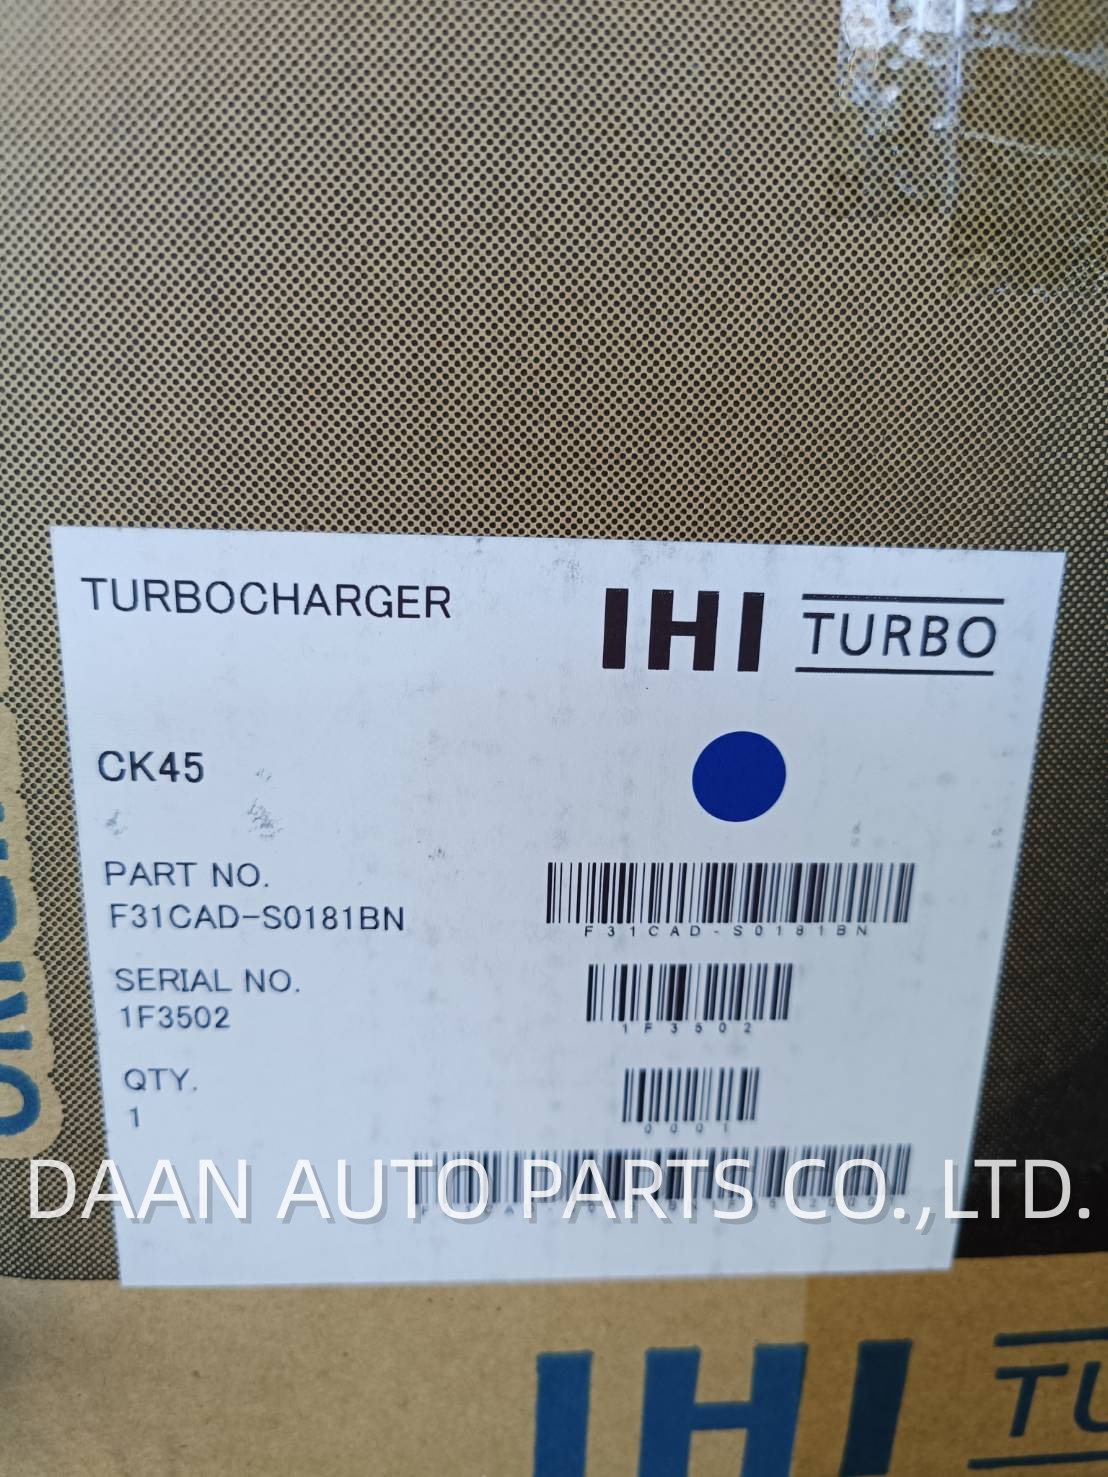 TURBOCHARGER
IHI TURBO
CK45
PART NO.
F31CAD-S0181BN
F31CAD-S0181BN
SERIAL NO.
1F3502
1F3502
QTY.
1
0001
DAAN AUTO PARTS CO.,LTD.
IHI TU